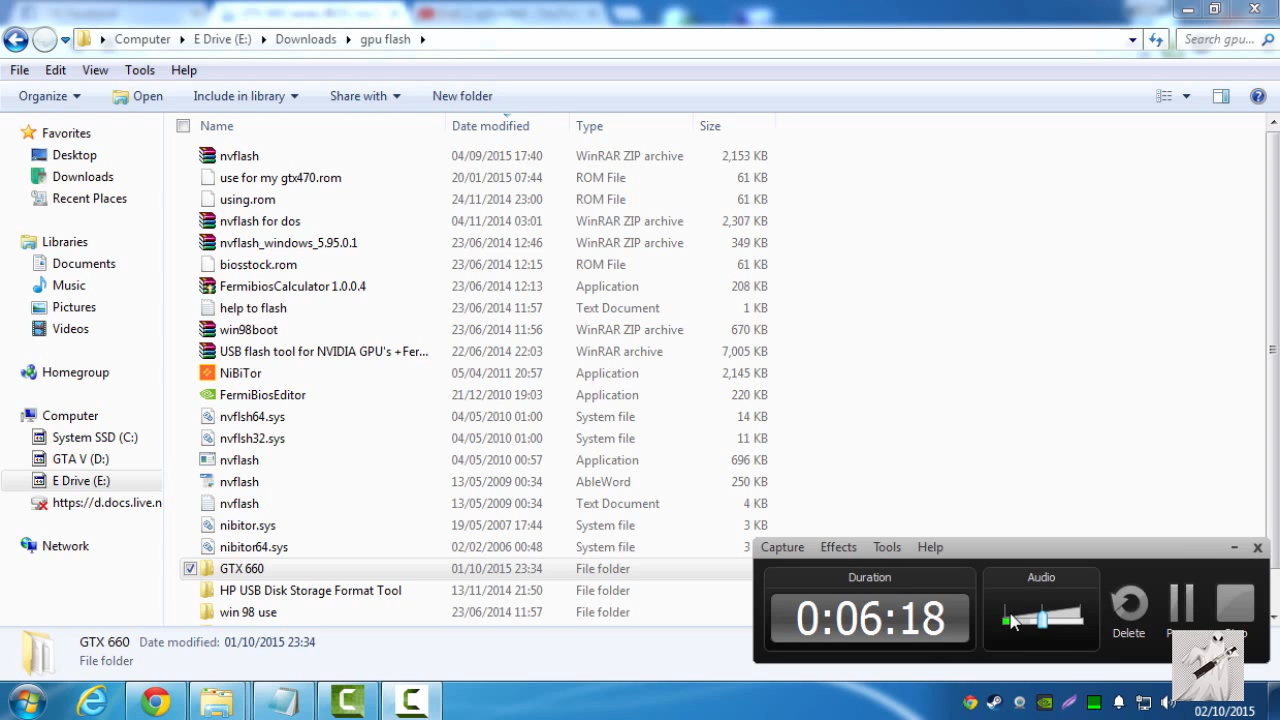 Computer E Drive (E:) Downloads gpu flash Search gpu...
File Edit View Tools Help
Organize Open Include in library Share with New folder
Name Date modified Type Size
Favorites
Desktop
Downloads
Recent Places
Libraries
Documents
Music
Pictures
Videos
Homegroup
Computer
System SSD (C:)
GTA V (D:)
E Drive (E:)
https://d.docs.live.n
Network
nvflash 04/09/2015 17:40 WinRAR ZIP archive 2,153 KB
use for my gtx470.rom 20/01/2015 07:44 ROM File 61 KB
using.rom 24/11/2014 23:00 ROM File 61 KB
nvflash for dos 04/11/2014 03:01 WinRAR ZIP archive 2,307 KB
nvflash_windows_5.95.0.1 23/06/2014 12:46 WinRAR ZIP archive 349 KB
biosstock.rom 23/06/2014 12:15 ROM File 61 KB
FermibiosCalculator 1.0.0.4 23/06/2014 12:13 Application 208 KB
help to flash 23/06/2014 11:57 Text Document 1 KB
win98boot 23/06/2014 11:56 WinRAR ZIP archive 670 KB
USB flash tool for NVIDIA GPU's +Fer... 22/06/2014 22:03 WinRAR archive 7,005 KB
NiBiTor 05/04/2011 20:57 Application 2,145 KB
FermiBiosEditor 21/12/2010 19:03 Application 220 KB
nvflsh64.sys 04/05/2010 01:00 System file 14 KB
nvflsh32.sys 04/05/2010 01:00 System file 11 KB
nvflash 04/05/2010 00:57 Application 696 KB
nvflash 13/05/2009 00:34 AbleWord 250 KB
nvflash 13/05/2009 00:34 Text Document 4 KB
nibitor.sys 19/05/2007 17:44 System file 3 KB
nibitor64.sys 02/02/2006 00:48 System file 3
GTX 660 01/10/2015 23:34 File folder
HP USB Disk Storage Format Tool 13/11/2014 21:50 File folder
win 98 use 23/06/2014 11:57 File folder
GTX 660 Date modified: 01/10/2015 23:34
File folder
Capture Effects Tools Help
Duration Audio
0:06:18
Delete
02/10/2015